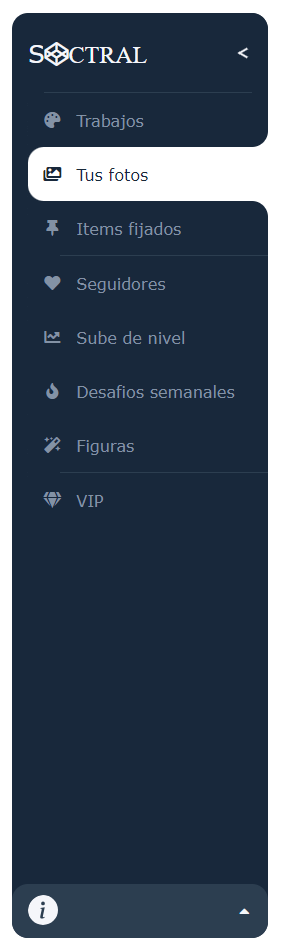 SOCTRAL <
Trabajos
Tus fotos
Items fijados
Seguidores
Sube de nivel
Desafios semanales
Figuras
VIP
i